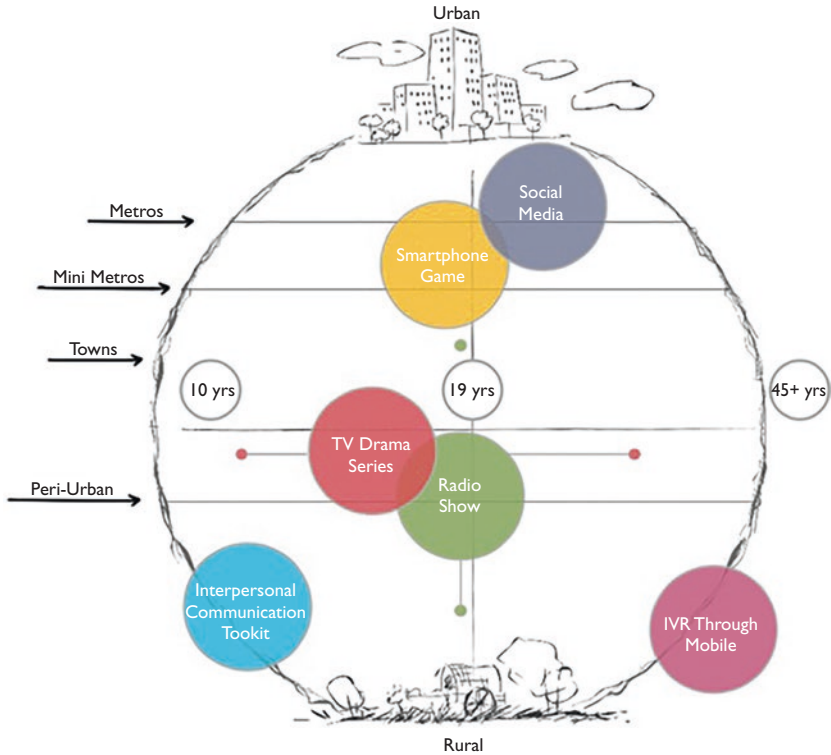 Urban
Social
Media
Metros
Smartphone
Game
Mini Metros
Towns
10 yrs
19 yrs
45+ yrs
TV Drama
Series
Peri-Urban
Radio
Show
Interpersonal
Communication
Tookit
IVR Through
Mobile
Rural